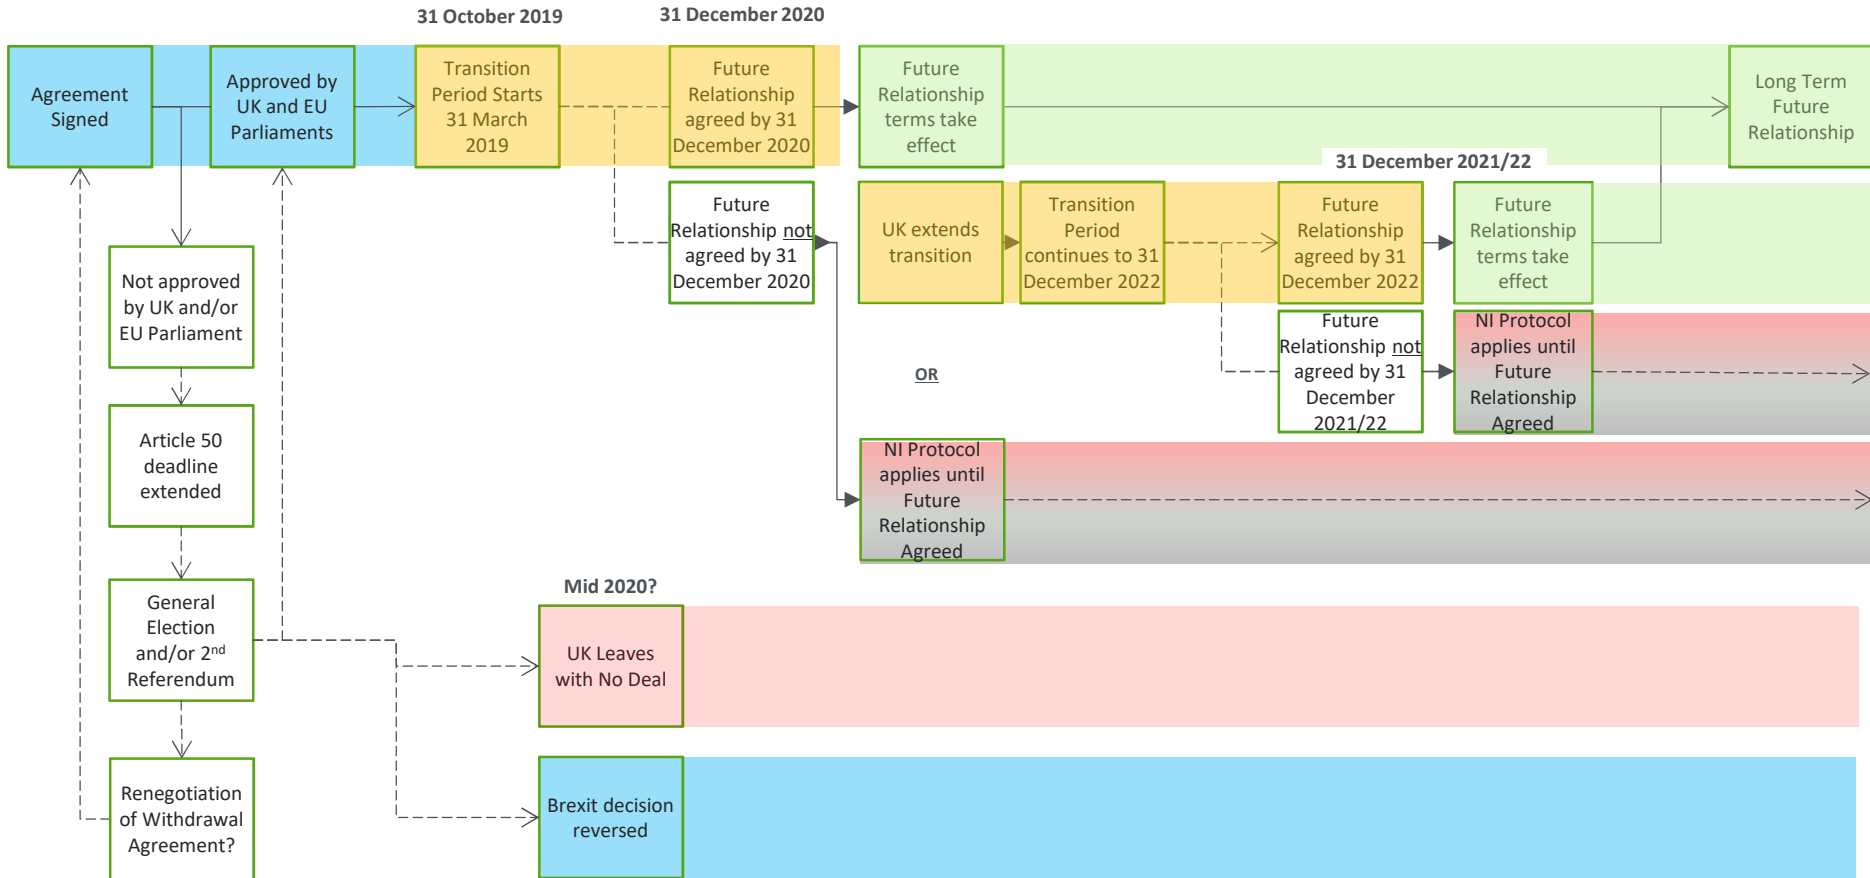 31 October 2019
31 December 2020
Agreement
Signed
Approved by
UK and EU
Parliaments
Transition
Period Starts
31 March
2019
Future
Relationship
agreed by 31
December 2020
Future
Relationship
terms take
effect
Long Term
Future
Relationship
31 December 2021/22
Future
Relationship not
agreed by 31
December 2020
UK extends
transition
Transition
Period
continues to 31
December 2022
Future
Relationship
agreed by 31
December 2022
Future
Relationship
terms take
effect
Not approved
by UK and/or
EU Parliament
OR
Future
Relationship not
agreed by 31
December
2021/22
NI Protocol
applies until
Future
Relationship
Agreed
Article 50
deadline
extended
NI Protocol
applies until
Future
Relationship
Agreed
General
Election
and/or 2nd
Referendum
Mid 2020?
UK Leaves
with No Deal
Renegotiation
of Withdrawal
Agreement?
Brexit decision
reversed